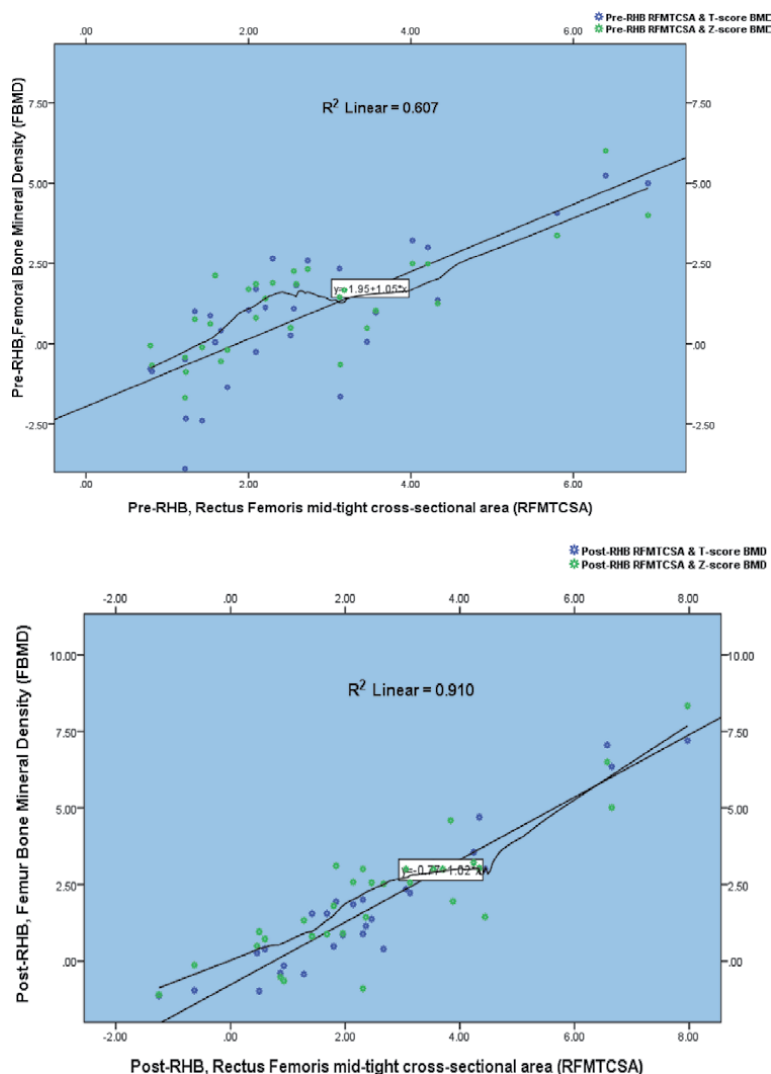 Pre-RHB RFMTCSA & T-score BMD
Pre-RHB RFMTCSA & Z-score BMD
.00 2.00 4.00 6.00
R2 Linear = 0.607
7.50 7.50
5.00 5.00
2.50 2.50
y=-1.95+1.05*x
.00 .00
-2.50 -2.50
.00 2.00 4.00 6.00
Pre-RHB,Femoral Bone Mineral Density (FBMD)
Pre-RHB, Rectus Femoris mid-tight cross-sectional area (RFMTCSA)
Post-RHB RFMTCSA & T-score BMD
Post-RHB RFMTCSA & Z-score BMD
-2.00 .00 2.00 4.00 6.00 8.00
R2 Linear = 0.910
10.00 10.00
7.50 7.50
5.00 5.00
2.50 2.50
.00 .00
-2.00 .00 2.00 4.00 6.00 8.00
Post-RHB, Femur Bone Mineral Density (FBMD)
Post-RHB, Rectus Femoris mid-tight cross-sectional area (RFMTCSA)